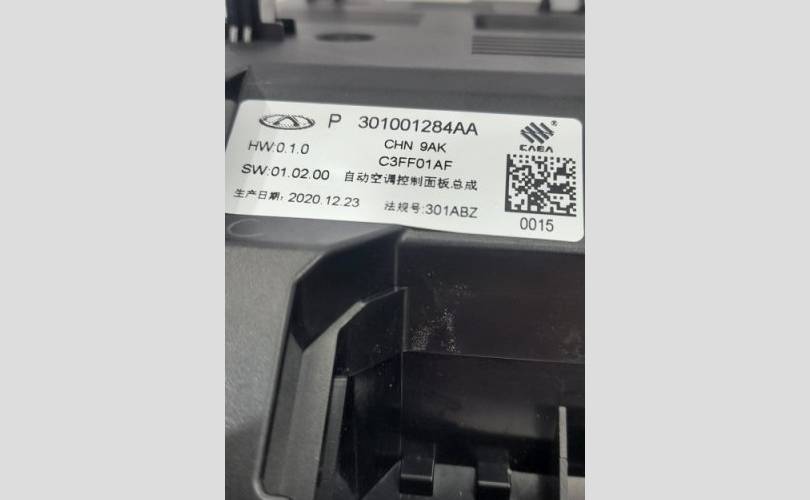 P 301001284AA
CHN 9AK
HW:0.1.0
C3FF01AF
SW:01.02.00 自动空调控制面板总成
生产日期: 2020.12.23 法规号:301ABZ
CAEA ®
0015